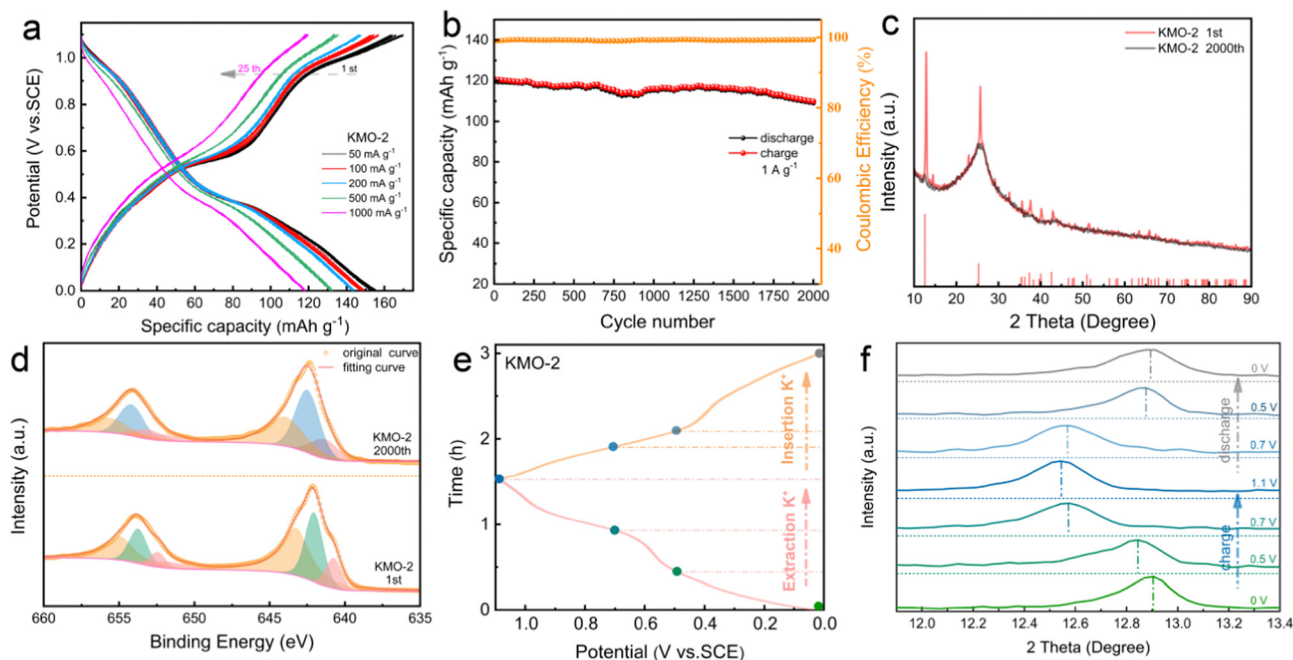 a
Potential (V vs.SCE)
1.0
0.8
0.6
0.4
0.2
0.0
25 th
1 st
KMO-2
50 mA g⁻¹
100 mA g⁻¹
200 mA g⁻¹
500 mA g⁻¹
1000 mA g⁻¹
0 20 40 60 80 100 120 140 160
Specific capacity (mAh g⁻¹)
b
Specific capacity (mAh g⁻¹)
140
120
100
80
60
40
20
discharge
charge
1 A g⁻¹
100
80
60
40
Coulombic Efficiency (%)
0 250 500 750 1000 1250 1500 1750 2000
Cycle number
c
Intensity (a.u.)
KMO-2 1st
KMO-2 2000th
10 20 30 40 50 60 70 80 90
2 Theta (Degree)
d
Intensity (a.u.)
original curve
fitting curve
KMO-2
2000th
KMO-2
1st
660 655 650 645 640 635
Binding Energy (eV)
e
KMO-2
Time (h)
3
2
1
0
Insertion K⁺
Extraction K⁺
1.0 0.8 0.6 0.4 0.2 0.0
Potential (V vs.SCE)
f
Intensity (a.u.)
0 V
0.5 V
0.7 V
1.1 V
0.7 V
0.5 V
0 V
discharge
charge
12.0 12.2 12.4 12.6 12.8 13.0 13.2 13.4
2 Theta (Degree)